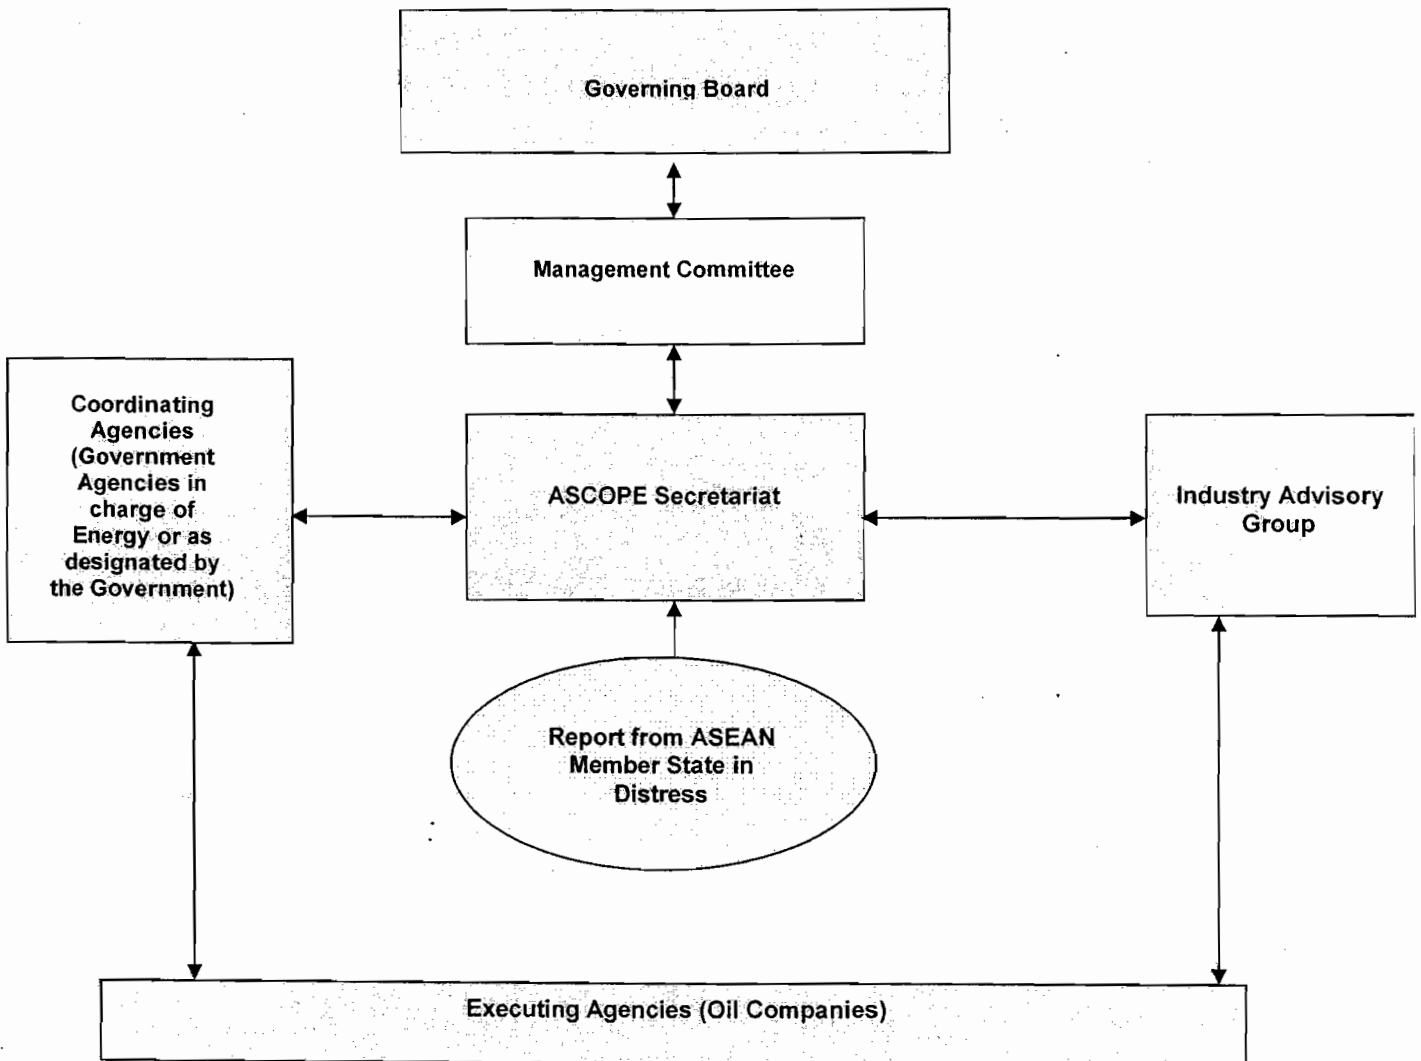 Governing Board
Management Committee
Coordinating
Agencies
(Government
Agencies in
charge of
Energy or as
designated by
the Government)
ASCOPE Secretariat
Industry Advisory
Group
Report from ASEAN
Member State in
Distress
Executing Agencies (Oil Companies)